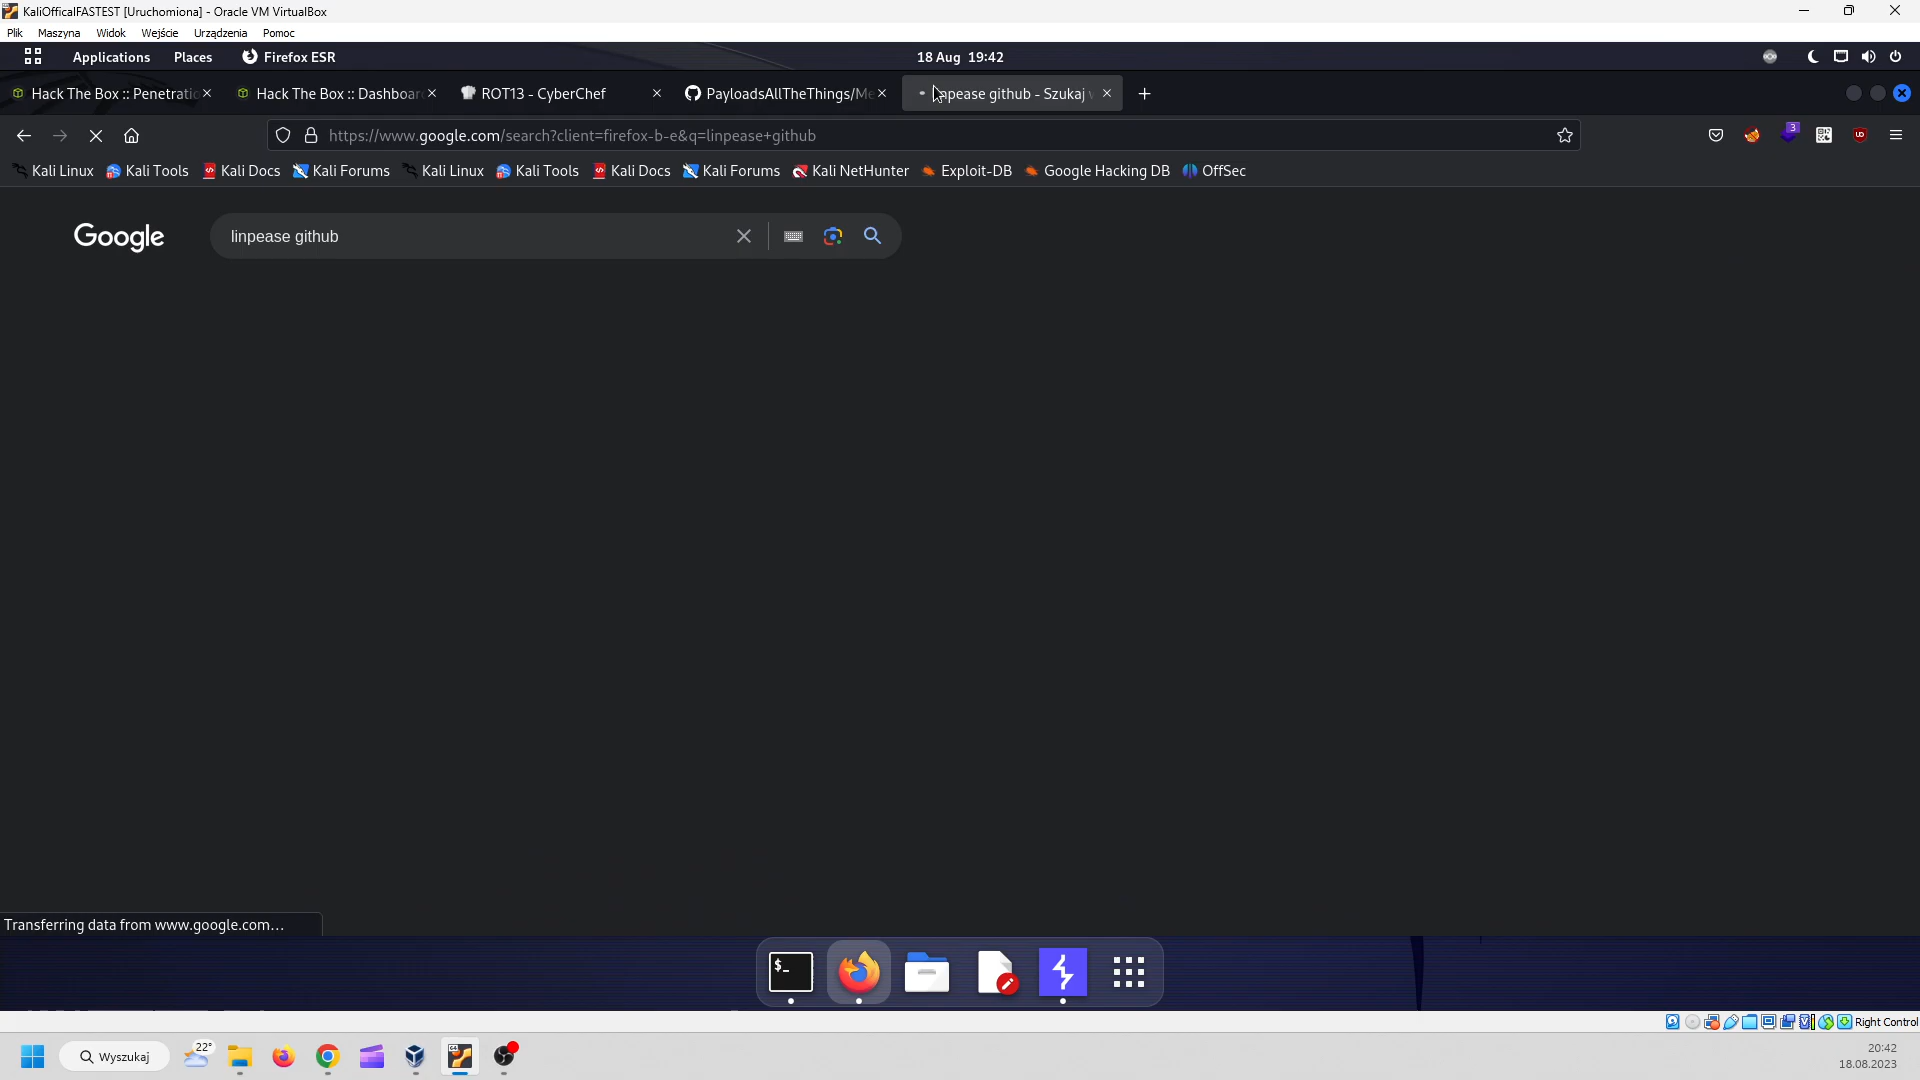 KaliOfficalFASTEST [Uruchomiona] - Oracle VM VirtualBox
Plik Maszyna Widok Wejście Urządzenia Pomoc
Applications Places Firefox ESR 18 Aug 19:42
Hack The Box :: Penetratio Hack The Box :: Dashboar ROT13 - CyberChef PayloadsAllTheThings/Me pease github - Szukaj
https://www.google.com/search?client=firefox-b-e&q=linpease+github 3
Kali Linux Kali Tools Kali Docs Kali Forums Kali Linux Kali Tools Kali Docs Kali Forums Kali NetHunter Exploit-DB Google Hacking DB OffSec
Google linpease github
Transferring data from www.google.com…
$_
Right Control
Wyszukaj 22° 64 20:42
18.08.2023